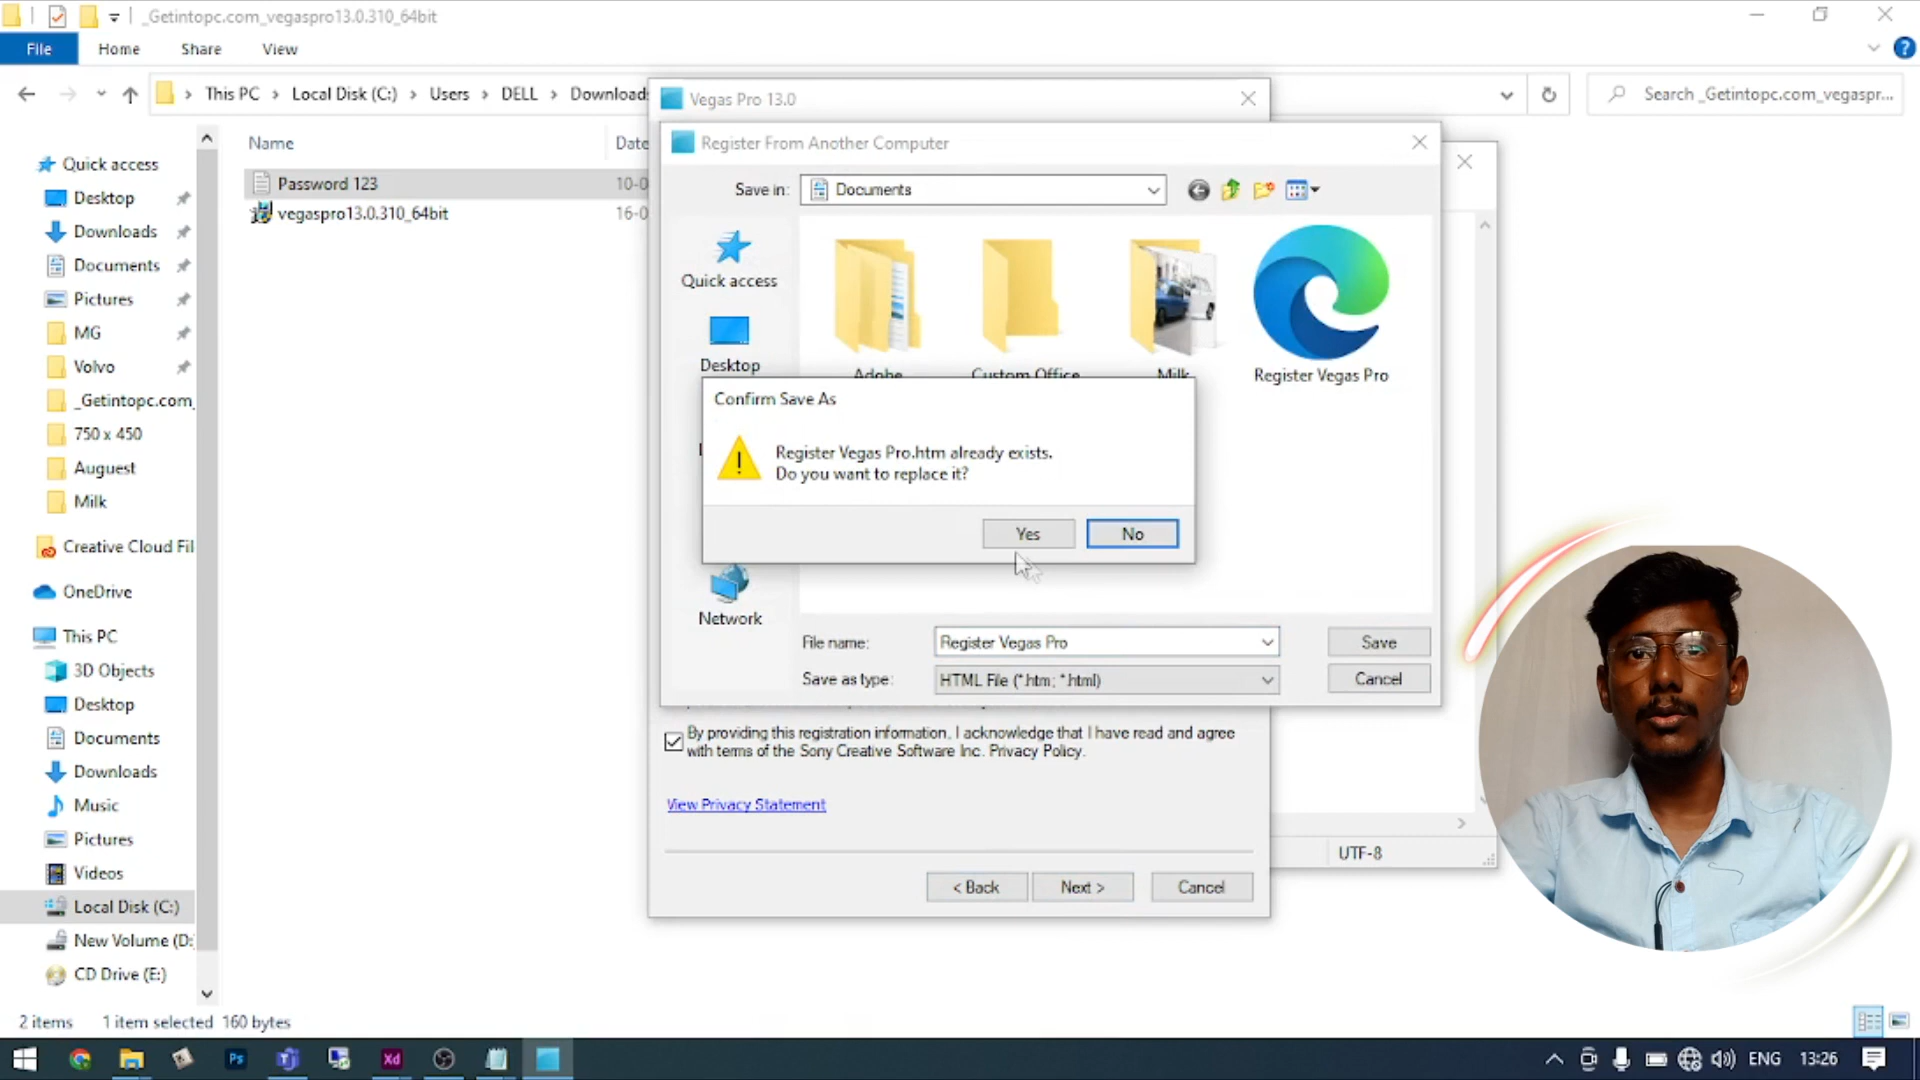 _Getintopc.com_vegaspro13.0.310_64bit
File
Home
Share
View
This PC
Local Disk (C:)
Users
DELL
Search _Getintopc.com_vegaspr...
Vegas Pro 13.0
Register From Another Computer
Name
Password 123
vegaspro13.0.310_64bit
Save in:
Documents
Quick access
Desktop
Network
Adobe
Custom Office
Milk
Register Vegas Pro
Confirm Save As
Register Vegas Pro.htm already exists.
Do you want to replace it?
Yes
No
File name:
Register Vegas Pro
Save
Save as type:
HTML File (*.htm; *.html)
Cancel
By providing this registration information, I acknowledge that I have read and agree
with terms of the Sony Creative Software Inc. Privacy Policy.
View Privacy Statement
< Back
Next >
Cancel
UTF-8
Quick access
Desktop
Downloads
Documents
Pictures
MG
Volvo
_Getintopc.com_
750 x 450
Auguest
Milk
Creative Cloud Fil
OneDrive
This PC
3D Objects
Desktop
Documents
Downloads
Music
Pictures
Videos
Local Disk (C:)
New Volume (D:
CD Drive (E:)
2 items
1 item selected
160 bytes
Ps
Xd
ENG
13:26